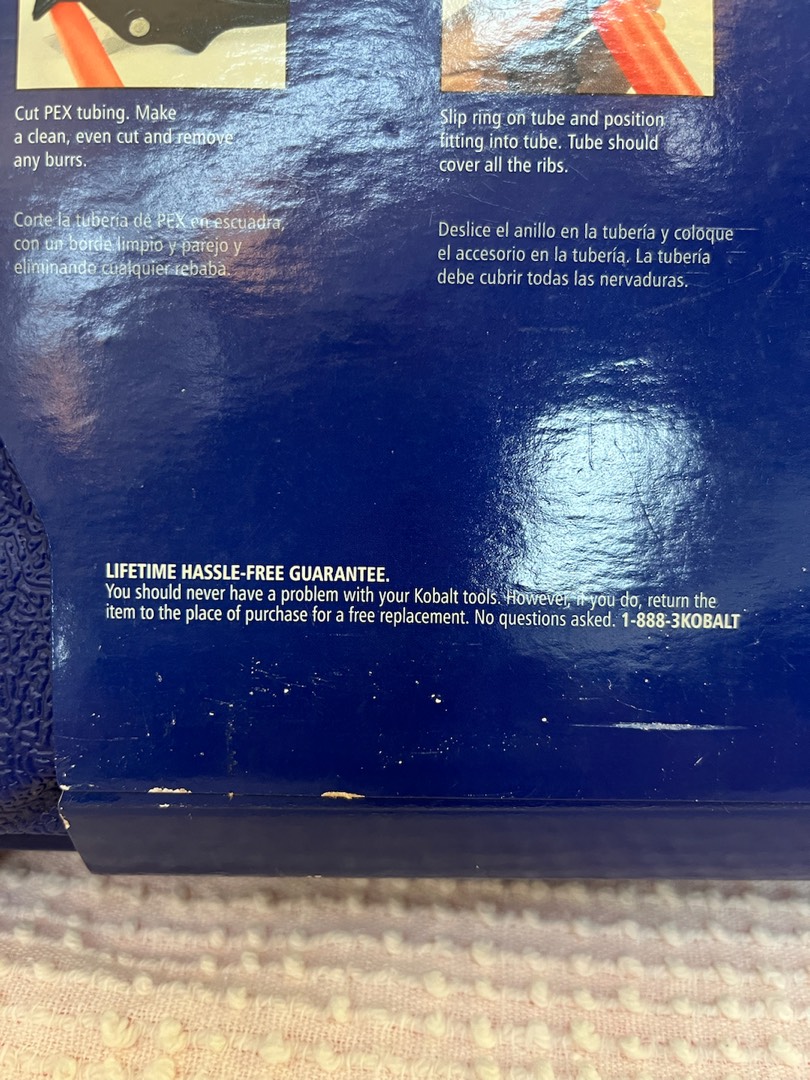 Cut PEX tubing. Make
a clean, even cut and remove
any burrs.
Corte la tubería de PEX en escuadra,
con un borde limpio y parejo y
eliminando cualquier rebaba.
Slip ring on tube and position
fitting into tube. Tube should
cover all the ribs.
Deslice el anillo en la tubería y coloque
el accesorio en la tubería. La tubería
debe cubrir todas las nervaduras.
LIFETIME HASSLE-FREE GUARANTEE.
You should never have a problem with your Kobalt tools. However, if you do, return the
item to the place of purchase for a free replacement. No questions asked. 1-888-3KOBALT